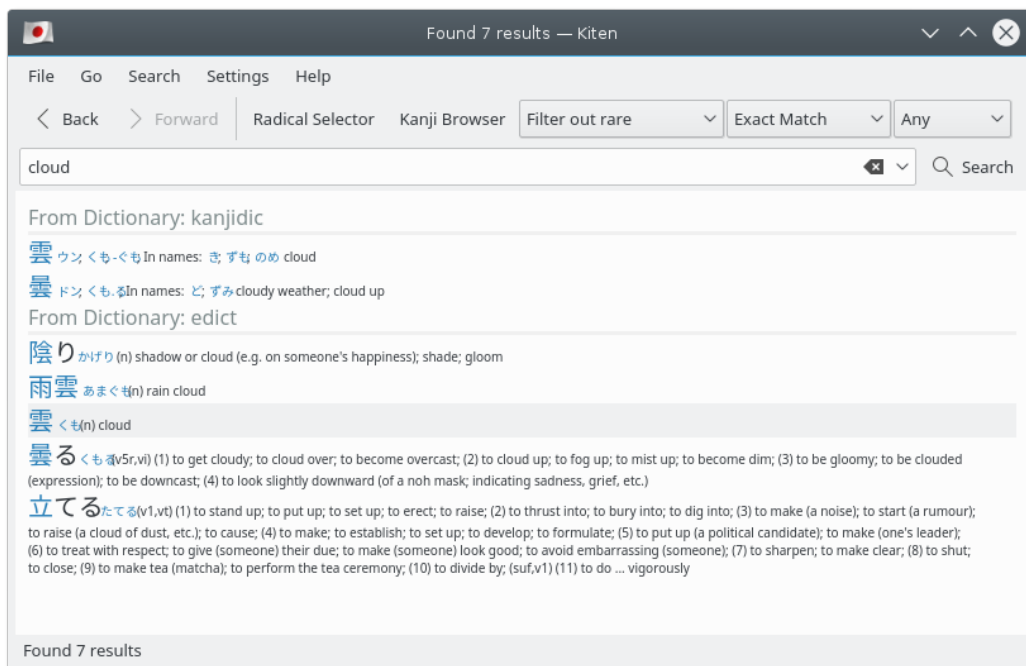 Found 7 results — Kiten
File Go Search Settings Help
Back Forward Radical Selector Kanji Browser Filter out rare Exact Match Any
cloud Search
From Dictionary: kanjidic
雲 ウン; くも; -ぐも; In names: き; ずも; のめ cloud
曇 ドン; くも.る In names: ど; ずみ cloudy weather; cloud up
From Dictionary: edict
陰り かげり (n) shadow or cloud (e.g. on someone's happiness); shade; gloom
雨雲 あまぐも (n) rain cloud
雲 くも (n) cloud
曇る くもる (v5r,vi) (1) to get cloudy; to cloud over; to become overcast; (2) to cloud up; to fog up; to mist up; to become dim; (3) to be gloomy; to be clouded
(expression); to be downcast; (4) to look slightly downward (of a noh mask; indicating sadness, grief, etc.)
立てる たてる (v1,vt) (1) to stand up; to put up; to set up; to erect; to raise; (2) to thrust into; to bury into; to dig into; (3) to make (a noise); to start (a rumour);
to raise (a cloud of dust, etc.); to cause; (4) to make; to establish; to set up; to develop; to formulate; (5) to put up (a political candidate); to make (one's leader);
(6) to treat with respect; to give (someone) their due; to make (someone) look good; to avoid embarrassing (someone); (7) to sharpen; to make clear; (8) to shut;
to close; (9) to make tea (matcha); to perform the tea ceremony; (10) to divide by; (suf,v1) (11) to do ... vigorously
Found 7 results